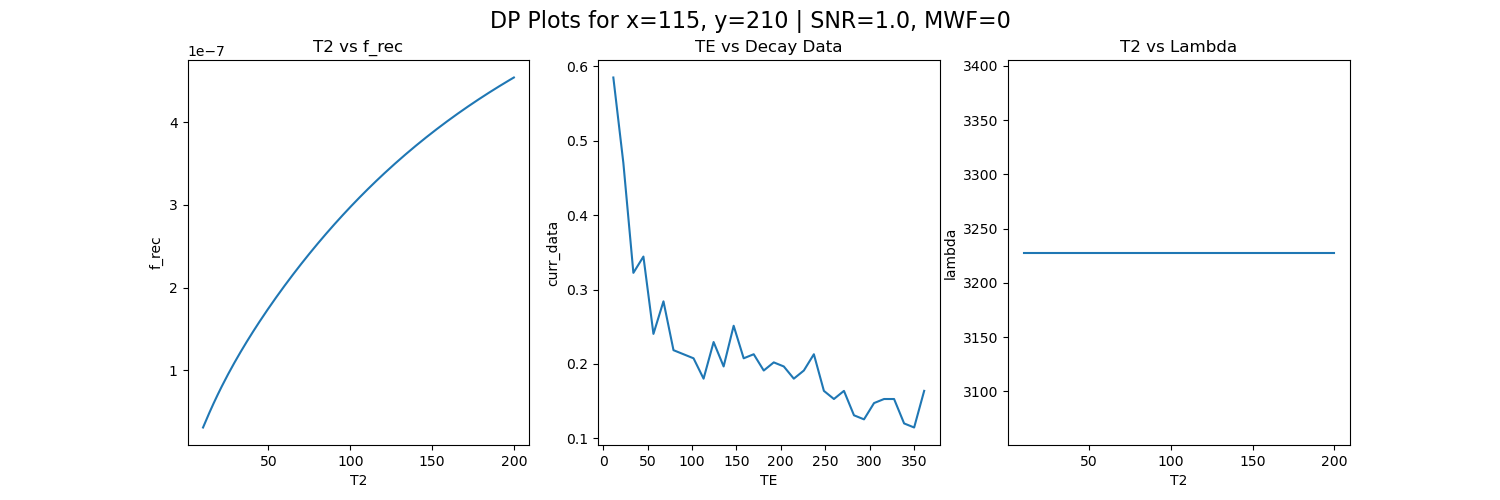 DP Plots for x=115, y=210 | SNR=1.0, MWF=0
T2 vs f_rec
1e−7
4
3
2
1
f_rec
50 100 150 200
T2
TE vs Decay Data
0.6
0.5
0.4
0.3
0.2
0.1
curr_data
0 50 100 150 200 250 300 350
TE
T2 vs Lambda
3400
3350
3300
3250
3200
3150
3100
lambda
50 100 150 200
T2